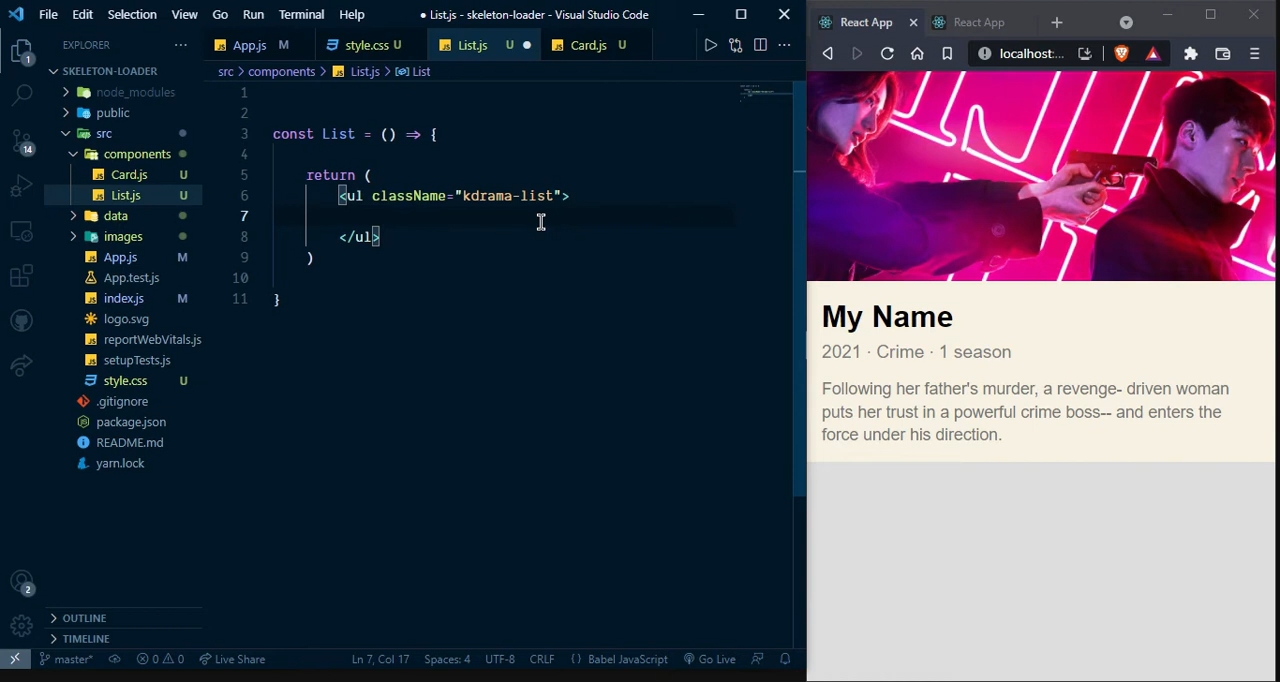 File Edit Selection View Go Run Terminal Help ● List.js - skeleton-loader - Visual Studio Code
EXPLORER
SKELETON-LOADER
node_modules
public
src
components
Card.js U
List.js U
data
images
App.js M
App.test.js
index.js M
logo.svg
reportWebVitals.js
setupTests.js
style.css U
.gitignore
package.json
README.md
yarn.lock
OUTLINE
TIMELINE
1
14
2
App.js M style.css U List.js U ● Card.js U
src > components > List.js > List
1
2
3 const List = () => {
4
5 return (
6 <ul className="kdrama-list">
7
8 </ul>
9 )
10
11 }
master* 0 0 Live Share Ln 7, Col 17 Spaces: 4 UTF-8 CRLF Babel JavaScript Go Live
React App React App
localhost:...
My Name
2021 · Crime · 1 season
Following her father's murder, a revenge- driven woman
puts her trust in a powerful crime boss-- and enters the
force under his direction.